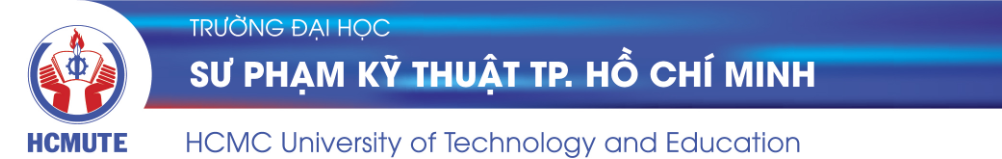 TRƯỜNG ĐẠI HỌC
SƯ PHẠM KỸ THUẬT TP. HỒ CHÍ MINH
HCMUTE
HCMC University of Technology and Education